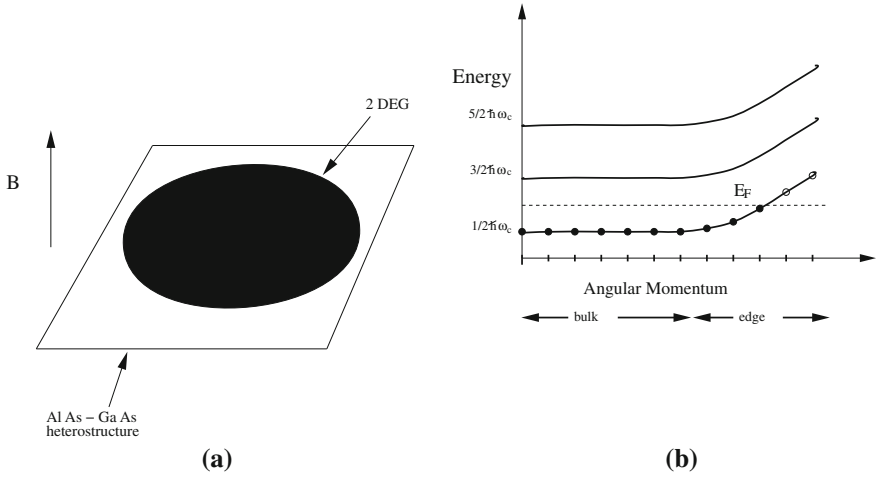 2 DEG
B
Al As – Ga As
heterostructure
(a)
Energy
5/2ħω_c
3/2ħω_c
E_F
1/2ħω_c
Angular Momentum
bulk
edge
(b)